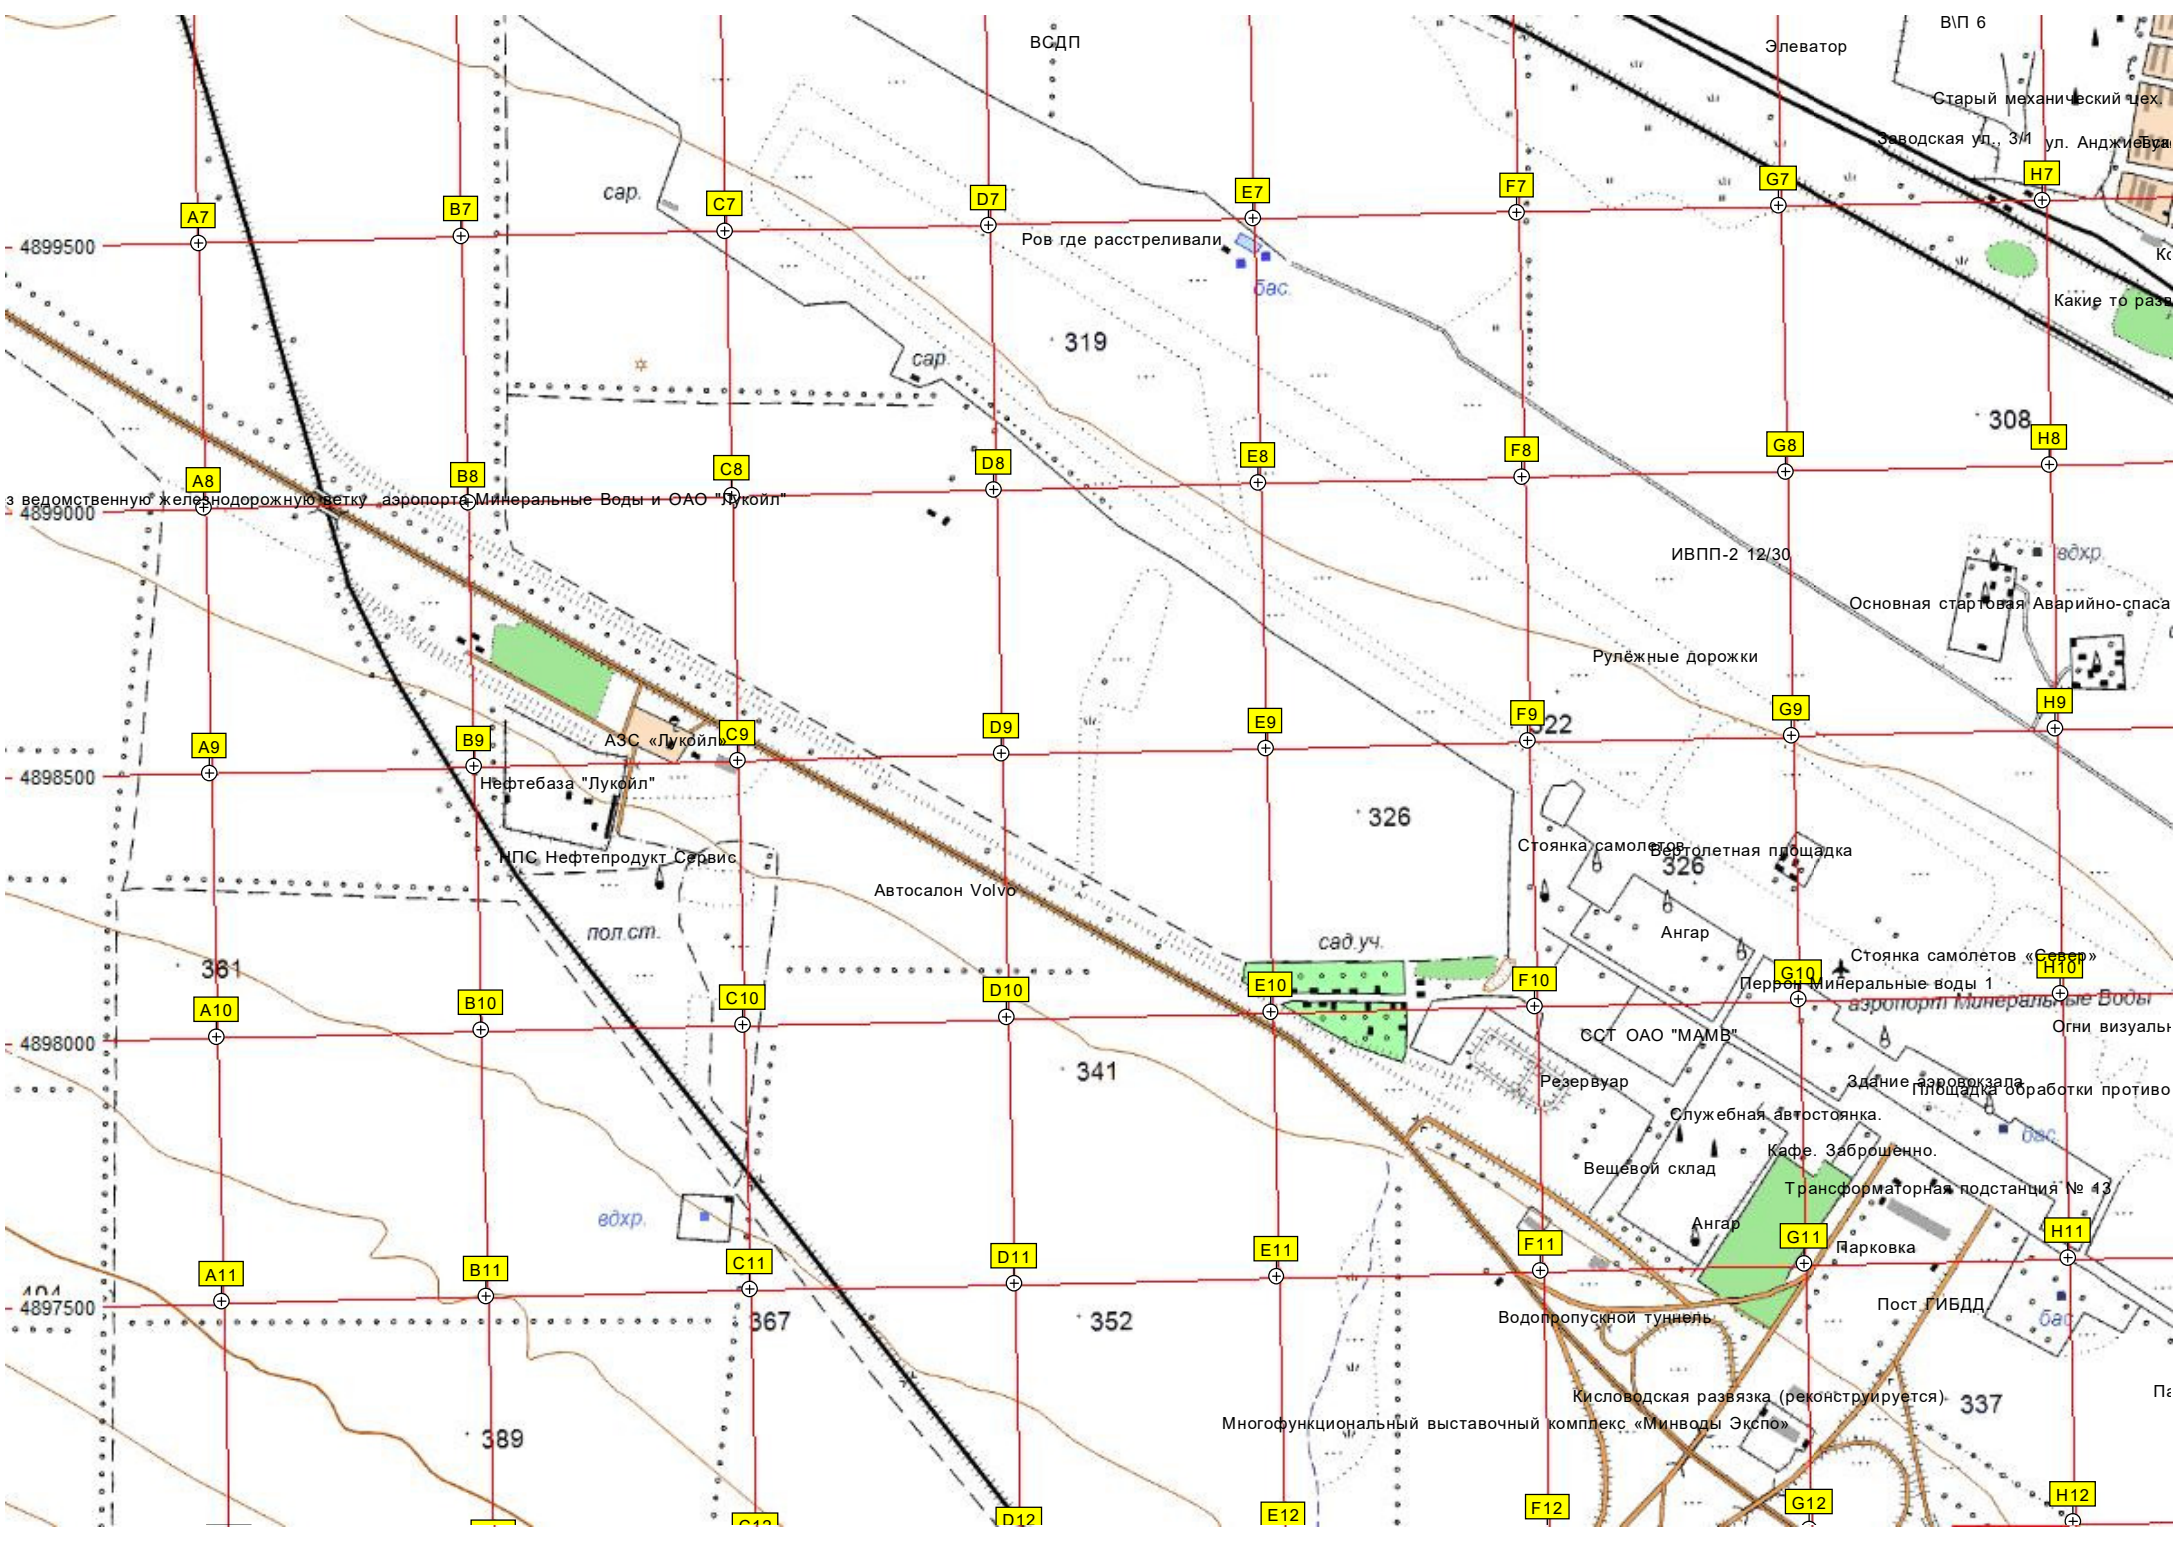 В\П 6
ВСДП
Элеватор
Старый механический цех.
Заводская ул., 3/1
ул. Анджиевск
сар.
A7
B7
C7
D7
E7
F7
G7
H7
4899500
Ров где расстреливали
бас.
Какие то разв
319
сар.
308
A8
B8
C8
D8
E8
F8
G8
H8
з ведомственную железнодорожную ветку аэропорта Минеральные Воды и ОАО "Лукойл"
4899000
ИВПП-2 12/30
вдхр.
Основная стартовая Аварийно-спаса
Рулёжные дорожки
A9
B9
C9
D9
E9
F9
G9
H9
322
АЗС «Лукойл»
4898500
Нефтебаза "Лукойл"
326
Стоянка самолетов
Вертолетная площадка
326
НПС Нефтепродукт Сервис
Автосалон Volvo
пол.ст.
сад.уч.
Ангар
Стоянка самолетов «Север»
361
A10
B10
C10
D10
E10
F10
G10
H10
Перрон Минеральные воды 1
аэропорт Минеральные Воды
4898000
ССТ ОАО "МАМВ"
Огни визуальн
341
Резервуар
Здание аэровокзала
Площадка обработки противо
Служебная автостоянка.
бас.
Кафе. Заброшенно.
Вещевой склад
Трансформаторная подстанция № 13
вдхр.
Ангар
A11
B11
C11
D11
E11
F11
G11
H11
Парковка
404
4897500
367
352
Водопропускной туннель
Пост ГИБДД
бас.
Кисловодская развязка (реконструируется)
337
Многофункциональный выставочный комплекс «Минводы Экспо»
389
C12
D12
E12
F12
G12
H12